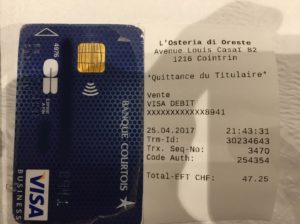 4976
BANQUE COURTOIS
VISA
BUSINESS
L'Osteria di Oreste
Avenue Louis Casaï 82
1216 Cointrin
*Quittance du Titulaire*
Vente
VISA DEBIT
XXXXXXXXXXXX8941
25.04.2017 21:43:31
Trm-Id: 30234643
Trx. Seq-No: 3470
Code Auth: 254354
Total-EFT CHF: 47.25